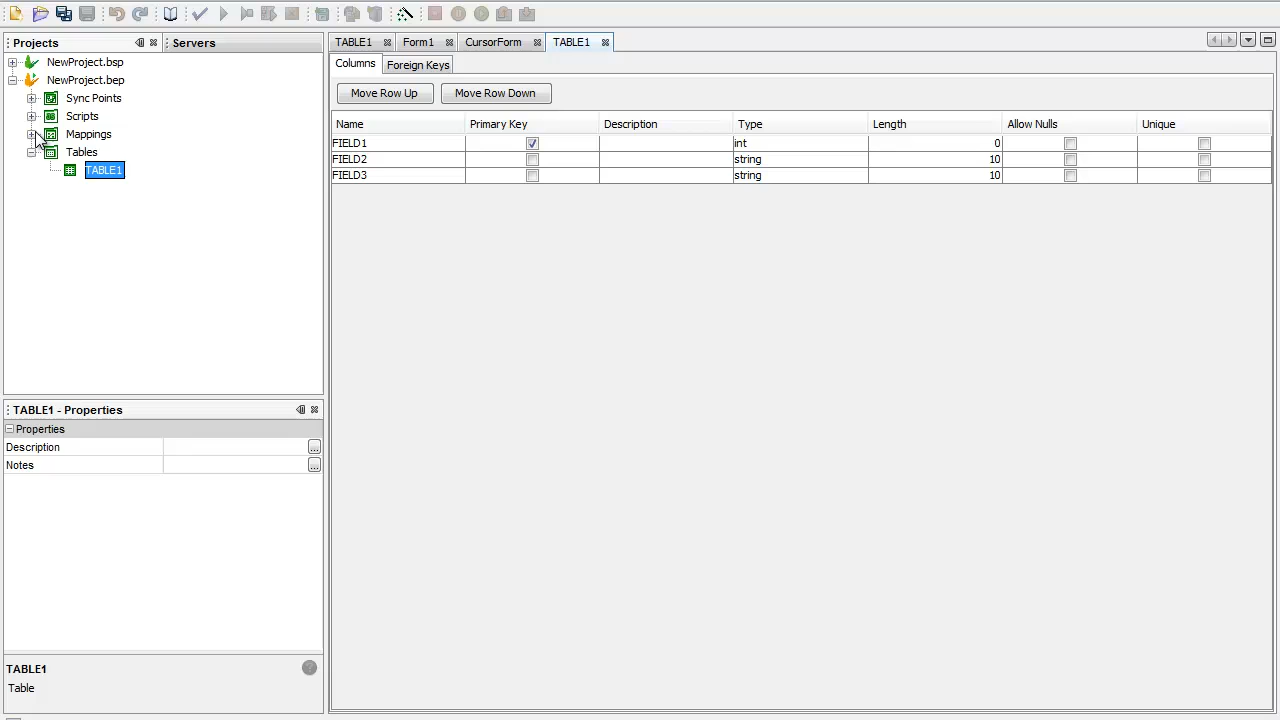 Projects
Servers
NewProject.bsp
NewProject.bep
Sync Points
Scripts
Mappings
Tables
TABLE1
TABLE1 - Properties
Properties
Description
...
Notes
...
TABLE1
?
Table
TABLE1 Form1 CursorForm TABLE1
Columns Foreign Keys
Move Row Up Move Row Down
Name Primary Key Description Type Length Allow Nulls Unique
FIELD1 int 0
FIELD2 string 10
FIELD3 string 10